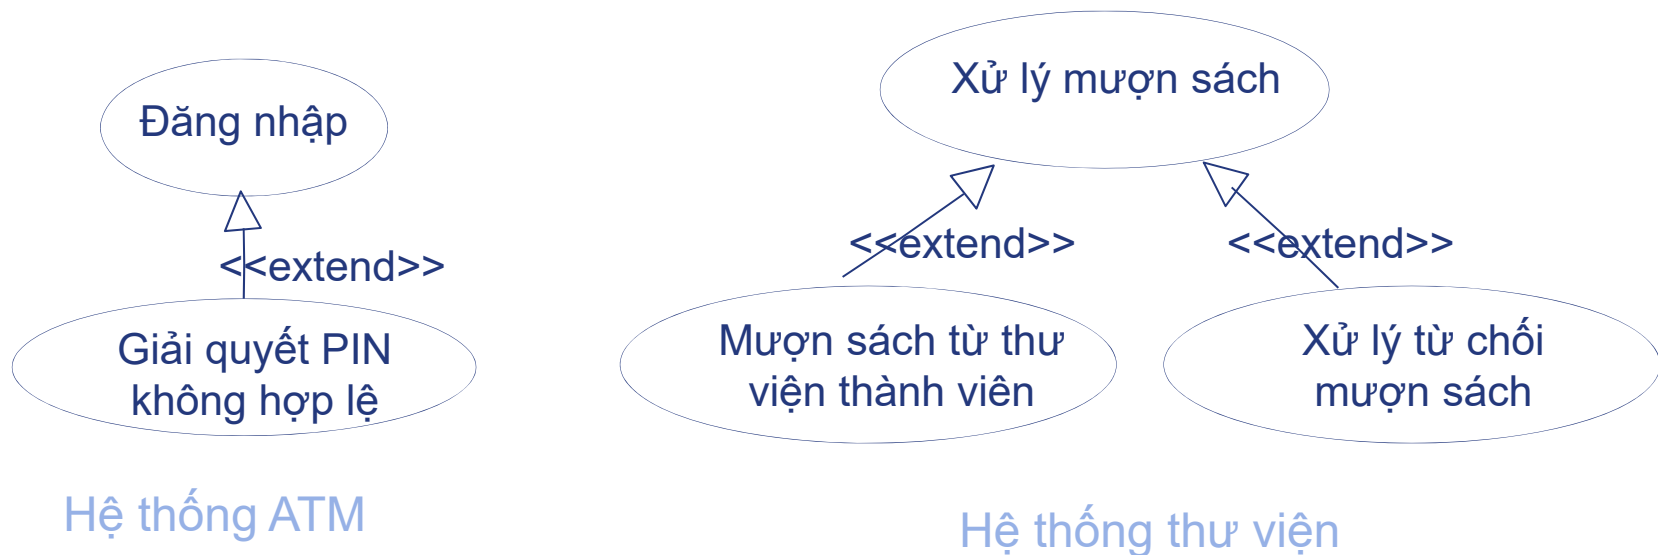 Đăng nhập
<<extend>>
Giải quyết PIN
không hợp lệ
Hệ thống ATM
Xử lý mượn sách
<<extend>>
<<extend>>
Mượn sách từ thư
viện thành viên
Xử lý từ chối
mượn sách
Hệ thống thư viện